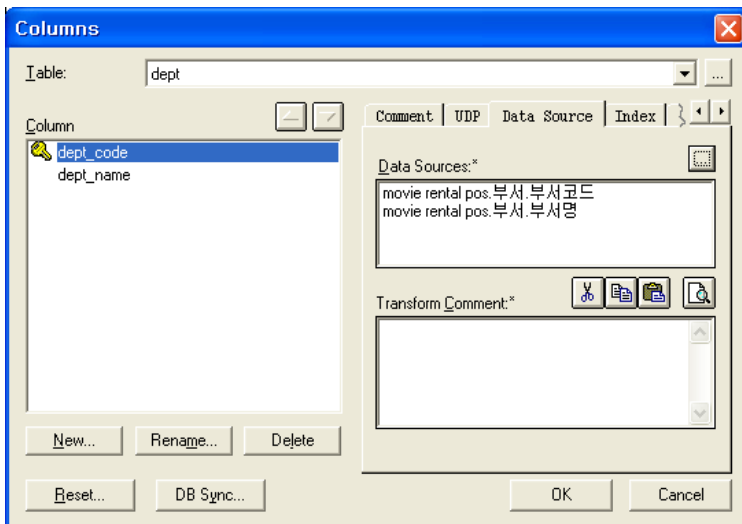 Columns
Table:
dept
...
Column
dept_code
dept_name
Comment
UDP
Data Source
Index
Data Sources:*
...
movie rental pos.부서.부서코드
movie rental pos.부서.부서명
Transform Comment:*
New...
Rename...
Delete
Reset...
DB Sync...
OK
Cancel